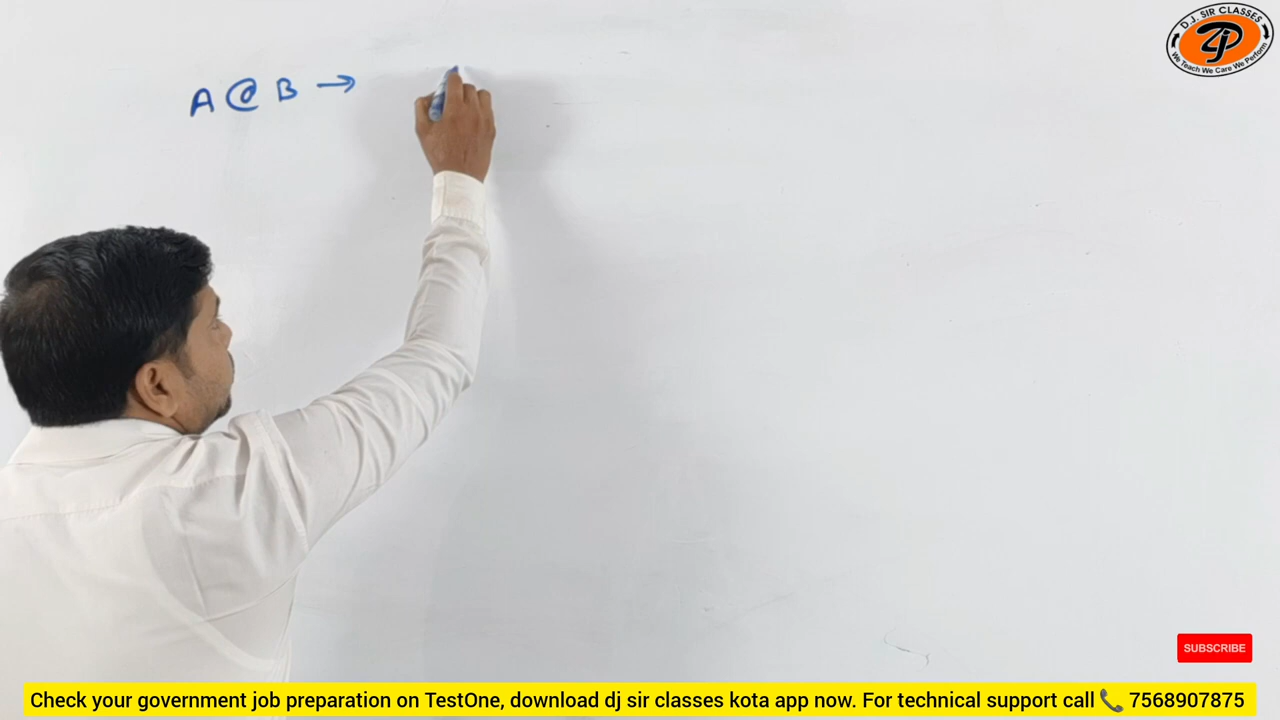 D.J. SIR CLASSES
ZJ
We Teach We Care We Perform
A @ B →
SUBSCRIBE
Check your government job preparation on TestOne, download dj sir classes kota app now. For technical support call 📞 7568907875